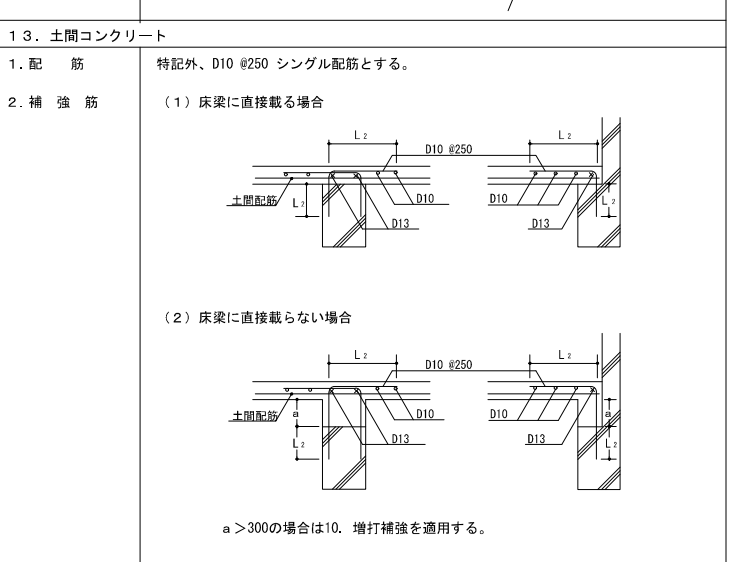 13．土間コンクリート
1.配　筋　特記外、D10 @250 シングル配筋とする。
2.補 強 筋　（1）床梁に直接載る場合
L2　L2
D10 @250
土間配筋　L2　D10　D10　L2
D13　D13
（2）床梁に直接載らない場合
L2　L2
D10 @250
土間配筋　a　D10　D10　a
L2　D13　D13　L2
a＞300の場合は10. 増打補強を適用する。